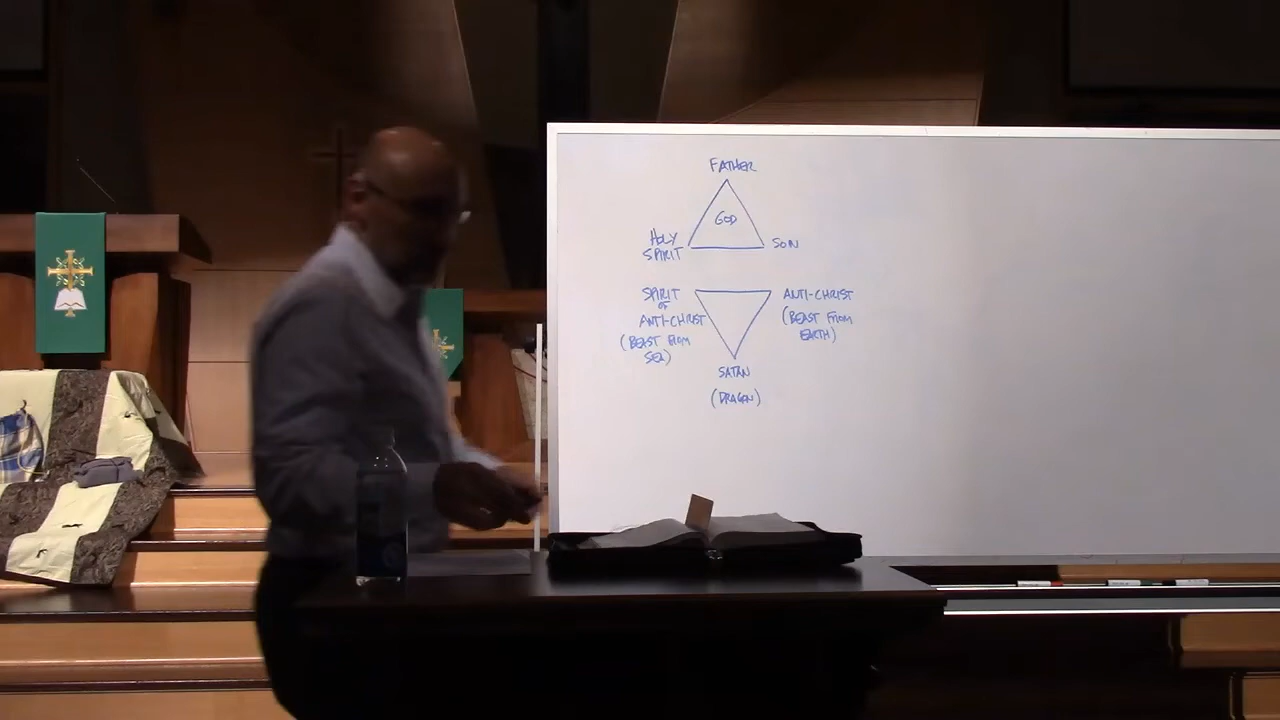 FATHER
GOD
HOLY
SPIRIT
SON
SPIRIT
OF
ANTI-CHRIST
(BEAST FROM
SEA)
ANTI-CHRIST
(BEAST FROM
EARTH)
SATAN
(DRAGON)